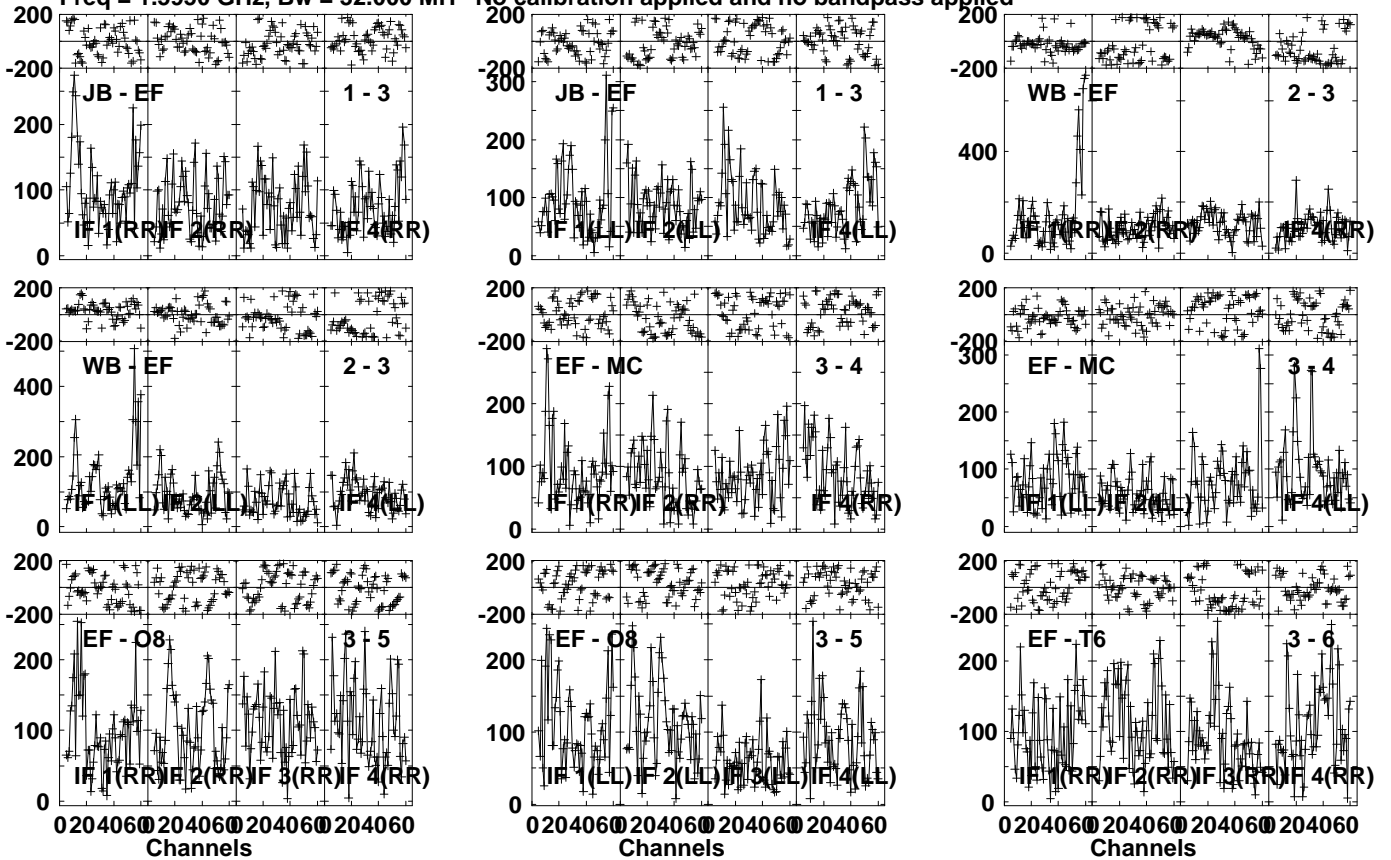 Freq = 1.5950 GHz, Bw = 32.000 MH No calibration applied and no bandpass applied
200
-200
JB - EF 1 - 3
200
100
0
IF 1(RR) IF 2(RR) IF 4(RR)
300
JB - EF 1 - 3
200
100
0
IF 1(LL) IF 2(LL) IF 4(LL)
200
-200
WB - EF 2 - 3
400
0
IF 1(RR) IF 2(RR) IF 4(RR)
200
-200
WB - EF 2 - 3
400
200
0
IF 1(LL) IF 2(LL) IF 4(LL)
EF - MC 3 - 4
200
100
0
IF 1(RR) IF 2(RR) IF 4(RR)
200
-200
300
EF - MC 3 - 4
200
100
0
IF 1(LL) IF 2(LL) IF 4(LL)
200
-200
EF - O8 3 - 5
200
100
0
IF 1(RR) IF 2(RR) IF 3(RR) IF 4(RR)
0 20 40 60 0 20 40 60 0 20 40 60 0 20 40 60
Channels
EF - O8 3 - 5
200
100
0
IF 1(LL) IF 2(LL) IF 3(LL) IF 4(LL)
0 20 40 60 0 20 40 60 0 20 40 60 0 20 40 60
Channels
200
-200
EF - T6 3 - 6
200
100
0
IF 1(RR) IF 2(RR) IF 3(RR) IF 4(RR)
0 20 40 60 0 20 40 60 0 20 40 60 0 20 40 60
Channels